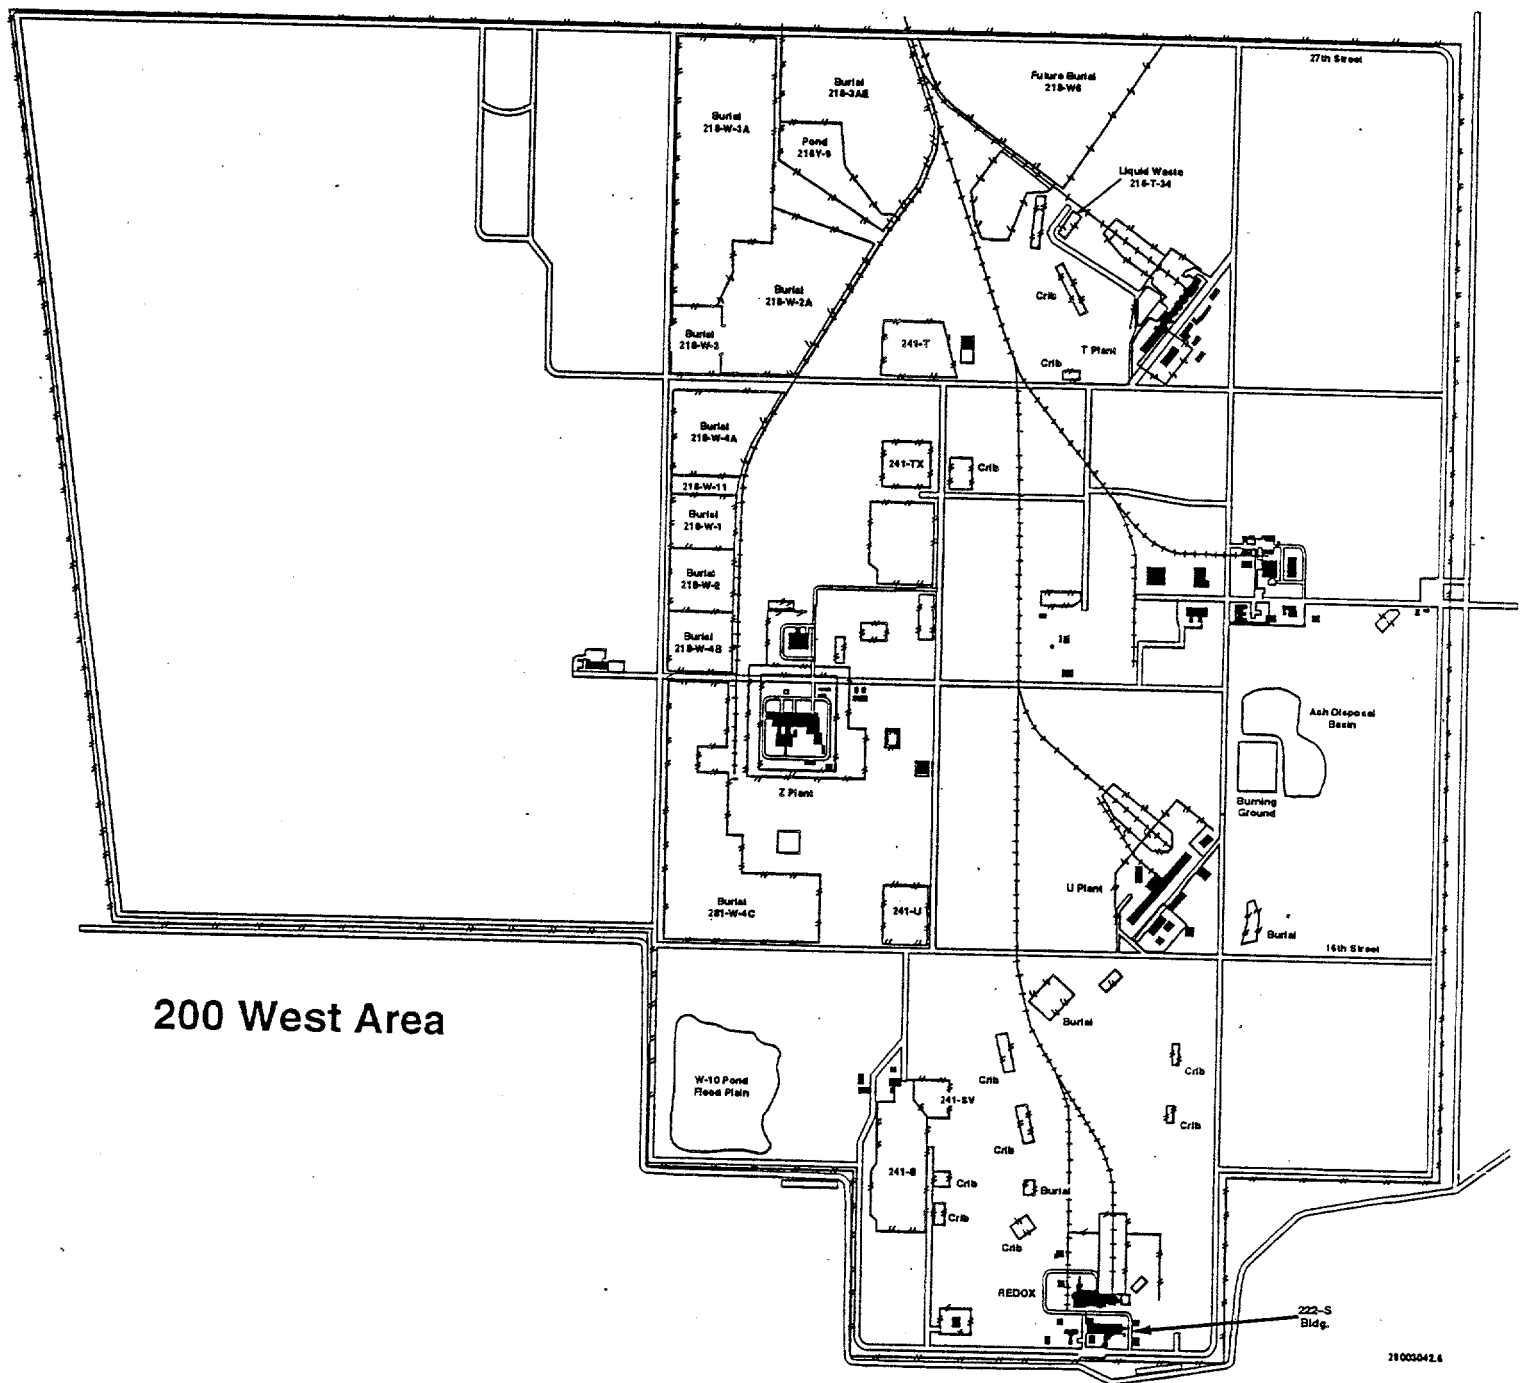 27th Street
Burial
218-3AE
Future Burial
218-W6
Burial
218-W-3A
Pond
216Y-9
Liquid Waste
216-T-34
Burial
218-W-2A
Crib
Burial
218-W-3
241-T
T Plant
Crib
Burial
218-W-4A
241-TX
Crib
218-W-11
Burial
218-W-1
Burial
218-W-2
Burial
218-W-4B
Ash Disposal
Basin
Z Plant
Burning
Ground
U Plant
Burial
281-W-4C
241-U
Burial
16th Street
200 West Area
Burial
Crib
Crib
W-10 Pond
Flood Plain
241-SY
Crib
Crib
241-S
Crib
Burial
Crib
Crib
REDOX
222-S
Bldg.
28003042.6